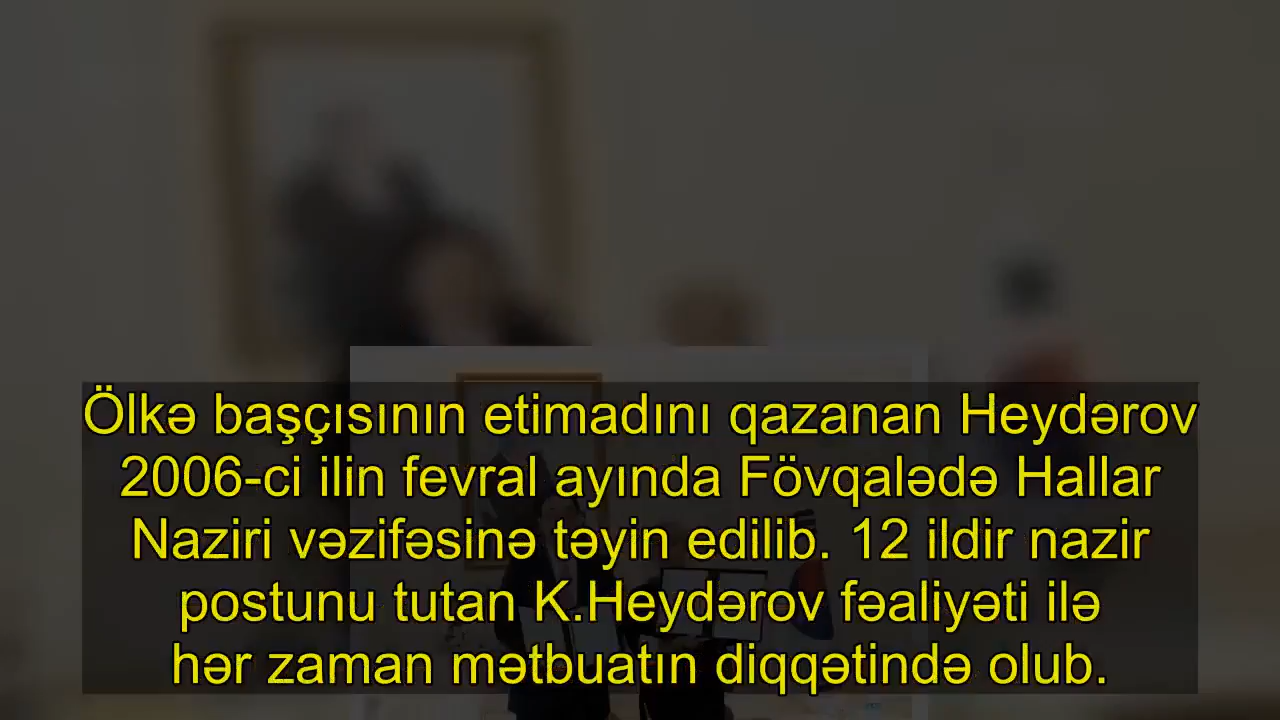 Ölkə başçısının etimadını qazanan Heydərov
2006-ci ilin fevral ayında Fövqalədə Hallar
Naziri vəzifəsinə təyin edilib. 12 ildir nazir
postunu tutan K.Heydərov fəaliyəti ilə
hər zaman mətbuatın diqqətində olub.